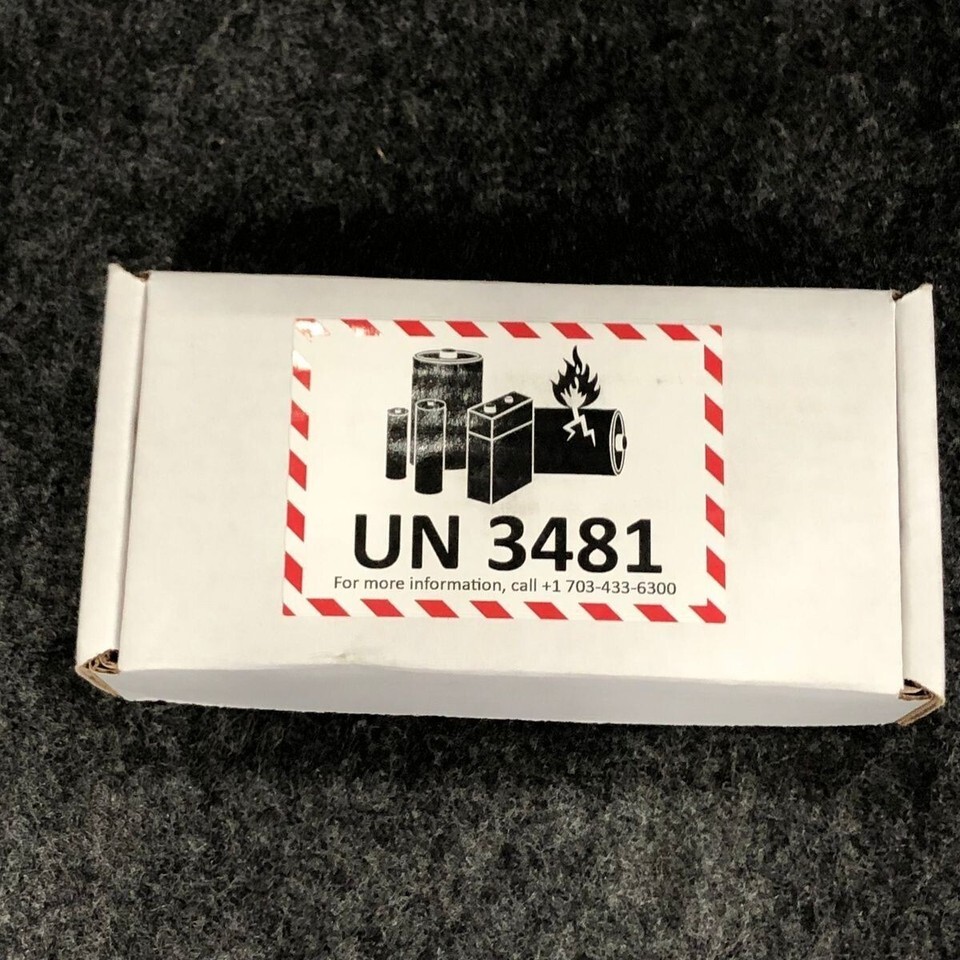 UN 3481
For more information, call +1 703-433-6300